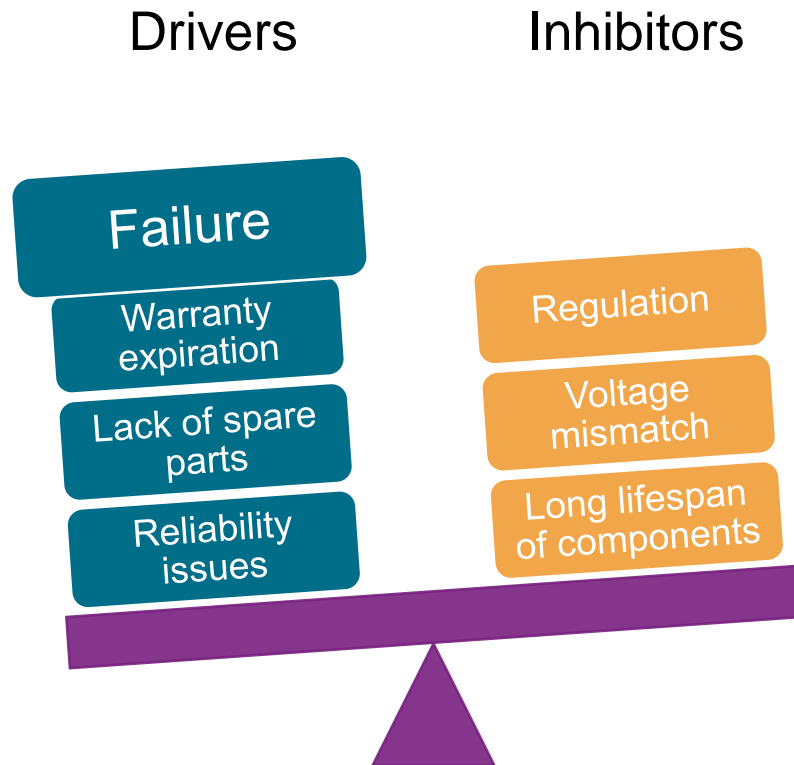 Drivers
Inhibitors
Failure
Warranty
expiration
Lack of spare
parts
Reliability
issues
Regulation
Voltage
mismatch
Long lifespan
of components